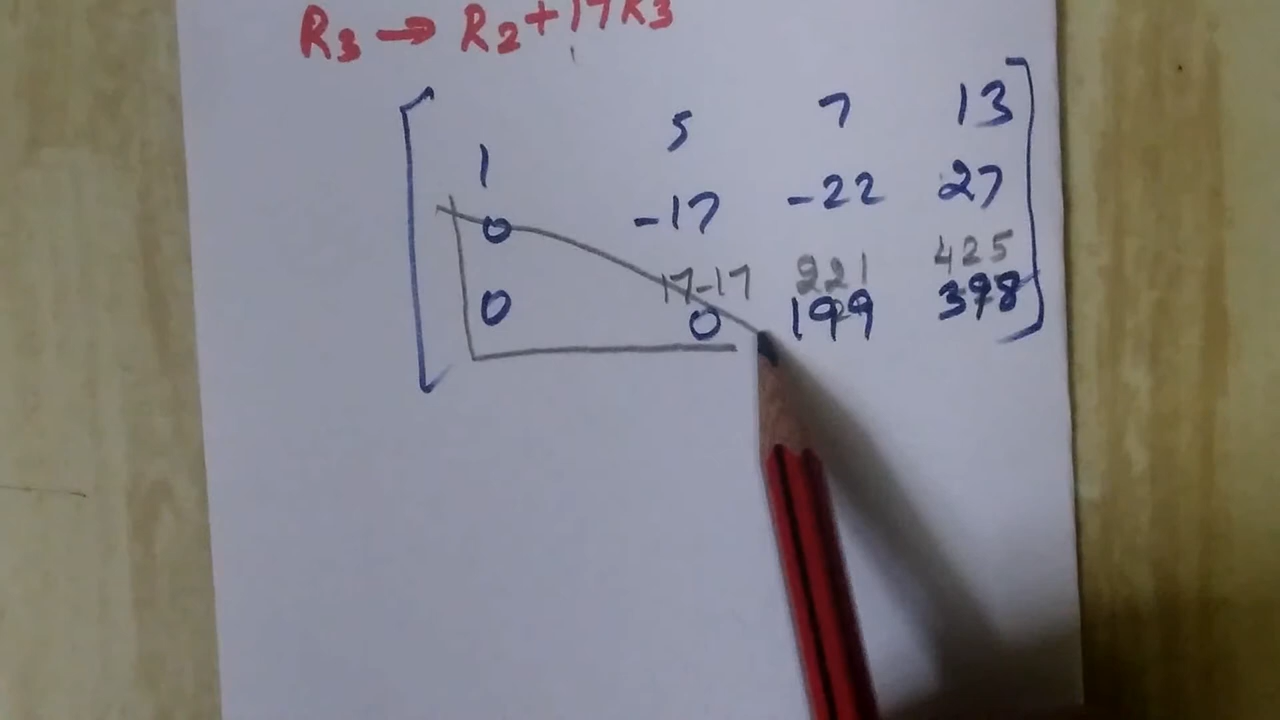 R3 → R2+17R3
1 5 7 13
0 -17 -22 27
17-17 221 425
0 0 199 398